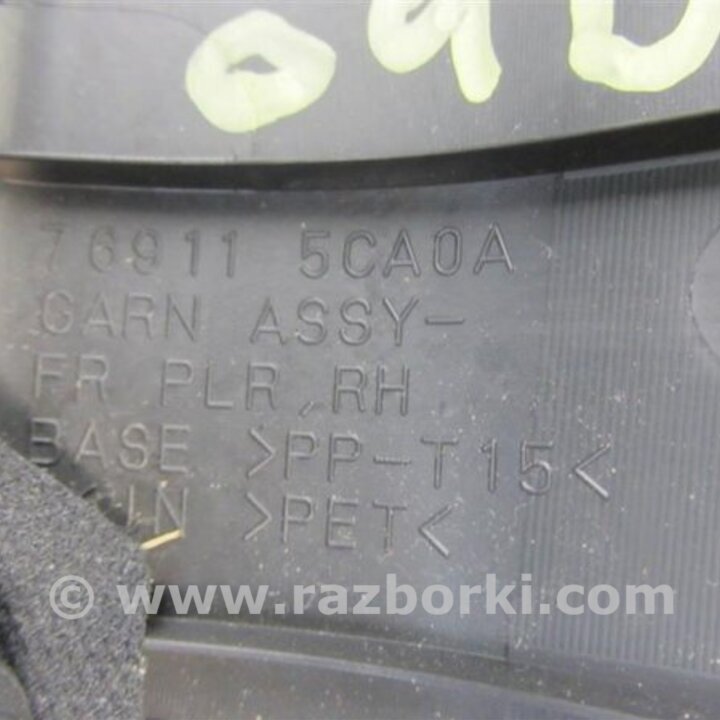 76911 5CA0A
GARN ASSY-
FR PLR,RH
BASE >PP-T15<
>PET<
© www.razborki.com